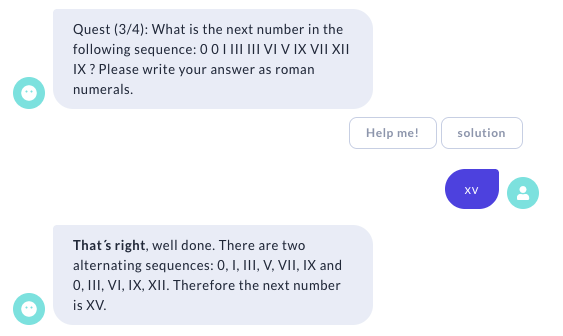 Quest (3/4): What is the next number in the
following sequence: 0 0 I III III VI V IX VII XII
IX ? Please write your answer as roman
numerals.
Help me!
solution
xv
That´s right, well done. There are two
alternating sequences: 0, I, III, V, VII, IX and
0, III, VI, IX, XII. Therefore the next number
is XV.